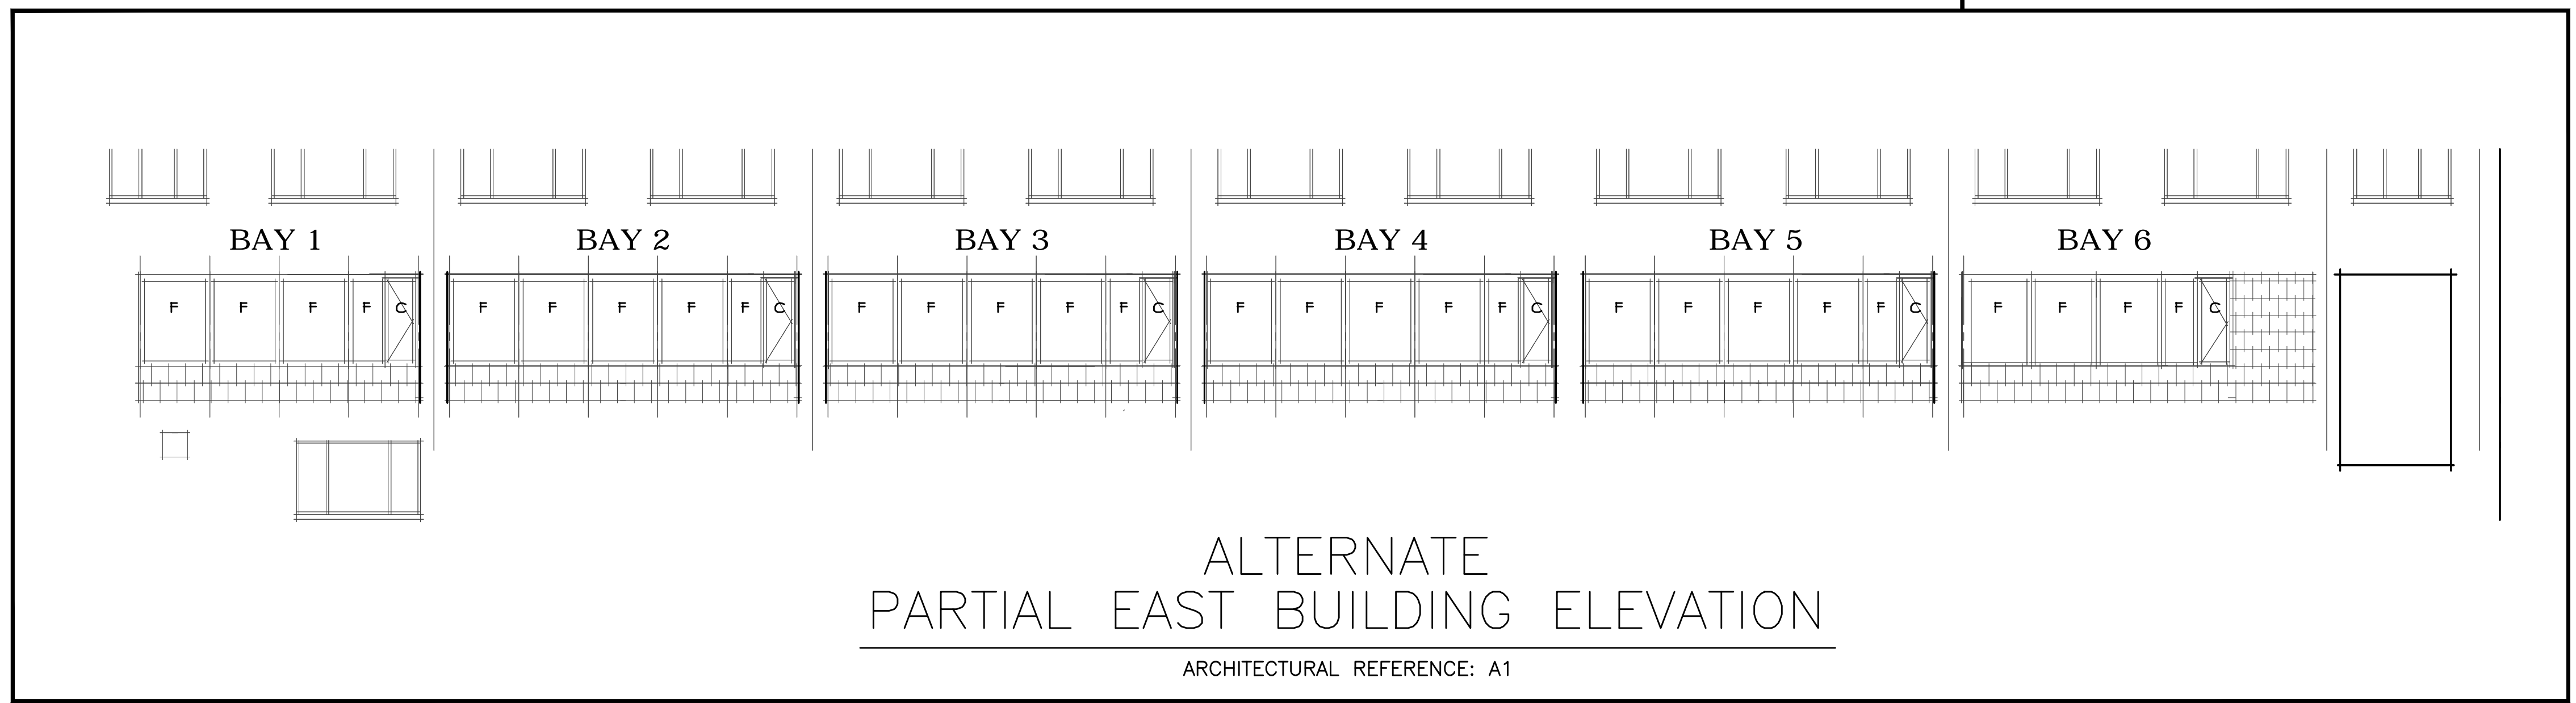 BAY 1 BAY 2 BAY 3 BAY 4 BAY 5 BAY 6
F F F F C F F F F F C F F F F F C F F F F F C F F F F F C F F F F C
ALTERNATE
PARTIAL EAST BUILDING ELEVATION
ARCHITECTURAL REFERENCE: A1